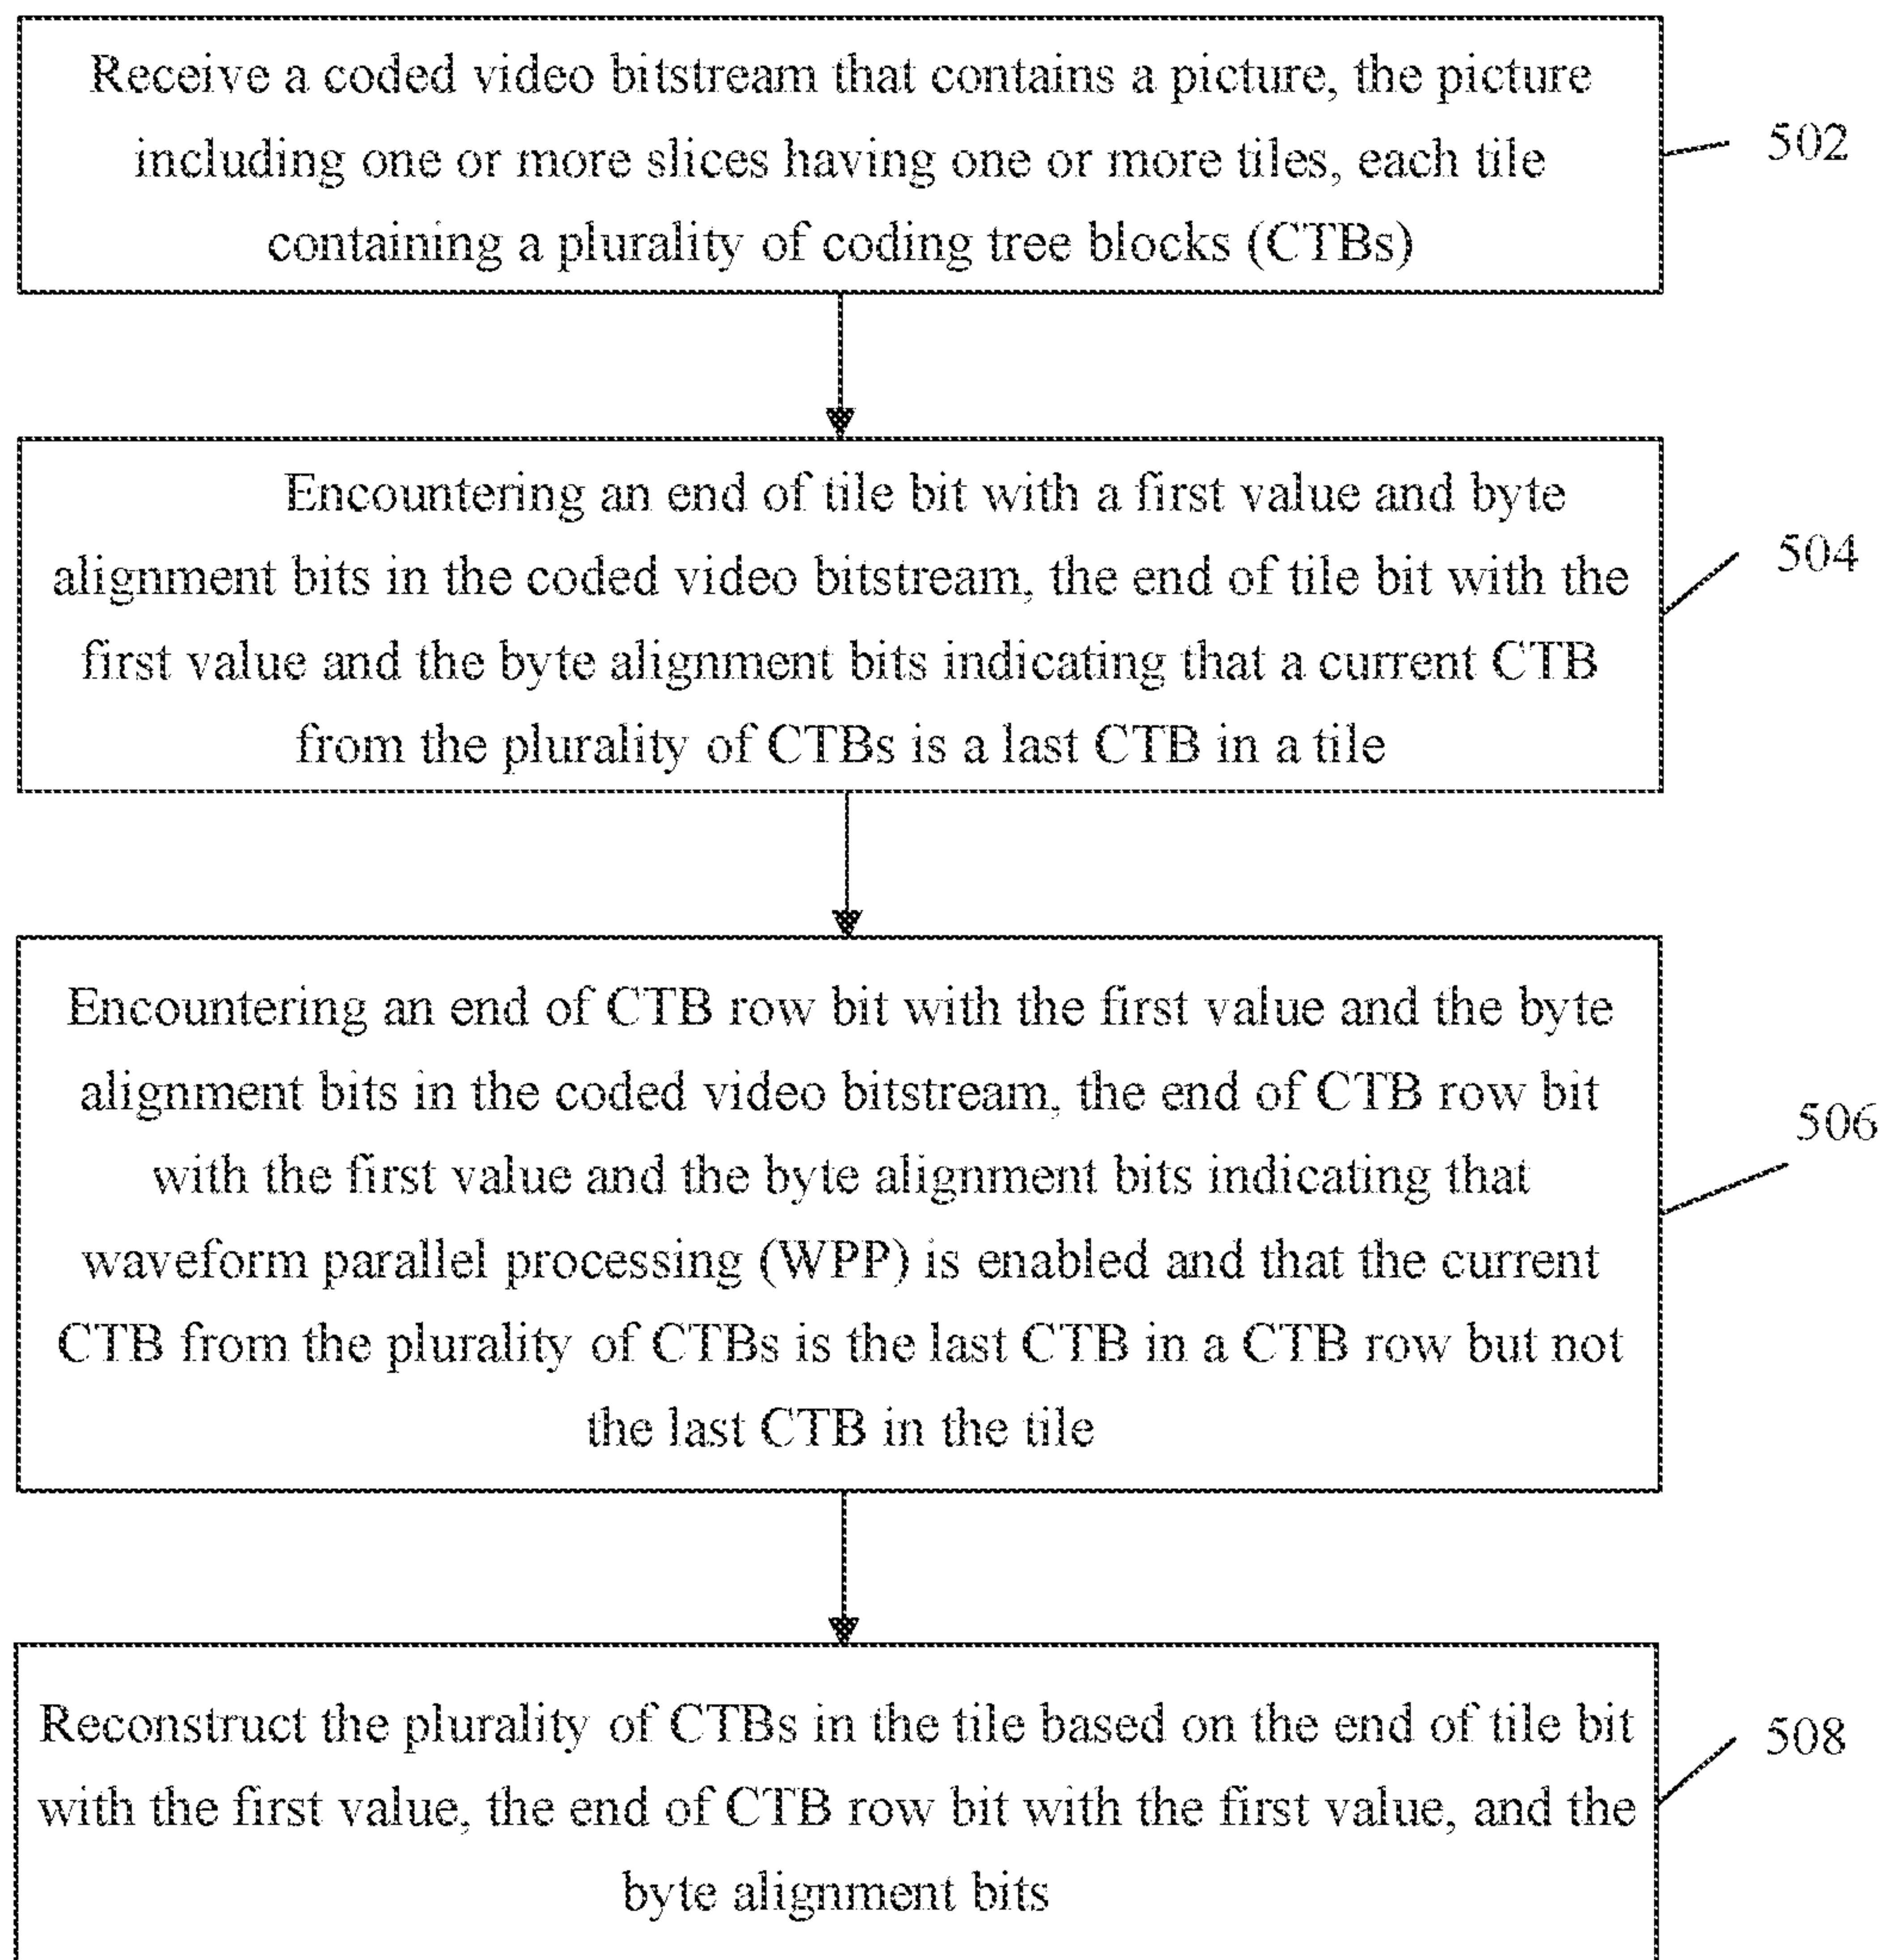 Receive a coded video bitstream that contains a picture, the picture
including one or more slices having one or more tiles, each tile
containing a plurality of coding tree blocks (CTBs)
502
Encountering an end of tile bit with a first value and byte
alignment bits in the coded video bitstream, the end of tile bit with the
first value and the byte alignment bits indicating that a current CTB
from the plurality of CTBs is a last CTB in a tile
504
Encountering an end of CTB row bit with the first value and the byte
alignment bits in the coded video bitstream, the end of CTB row bit
with the first value and the byte alignment bits indicating that
waveform parallel processing (WPP) is enabled and that the current
CTB from the plurality of CTBs is the last CTB in a CTB row but not
the last CTB in the tile
506
Reconstruct the plurality of CTBs in the tile based on the end of tile bit
with the first value, the end of CTB row bit with the first value, and the
byte alignment bits
508